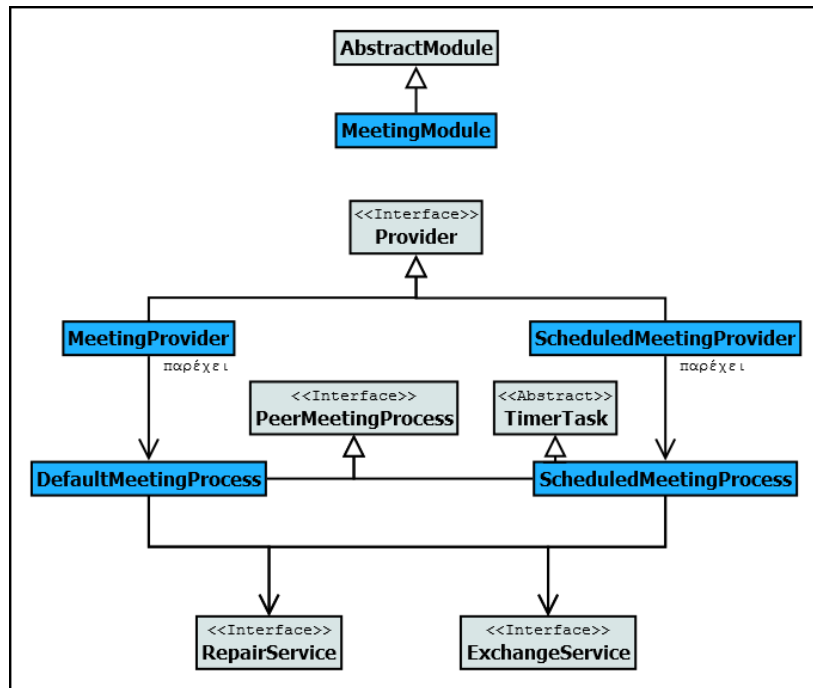 AbstractModule
MeetingModule
<<Interface>>
Provider
MeetingProvider
ScheduledMeetingProvider
παρέχει
παρέχει
<<Interface>>
PeerMeetingProcess
<<Abstract>>
TimerTask
DefaultMeetingProcess
ScheduledMeetingProcess
<<Interface>>
RepairService
<<Interface>>
ExchangeService